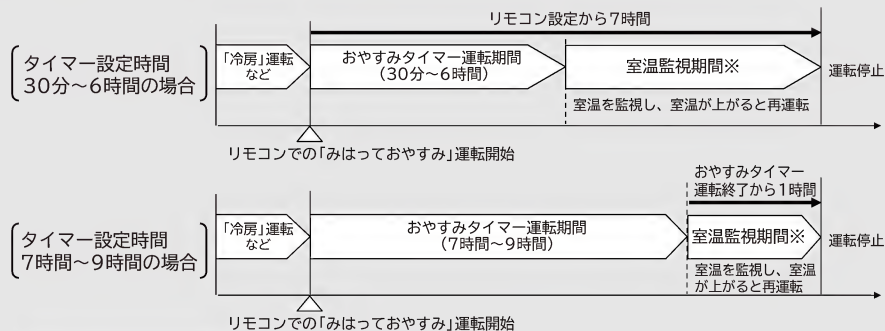 リモコン設定から7時間
タイマー設定時間
30分～6時間の場合
「冷房」運転
など
おやすみタイマー運転期間
（30分～6時間）
室温監視期間※
運転停止
室温を監視し、室温が上がると再運転
リモコンでの「みはっておやすみ」運転開始
おやすみタイマー
運転終了から1時間
タイマー設定時間
7時間～9時間の場合
「冷房」運転
など
おやすみタイマー運転期間
（7時間～9時間）
室温監視期間※
運転停止
室温を監視し、室温
が上がると再運転
リモコンでの「みはっておやすみ」運転開始